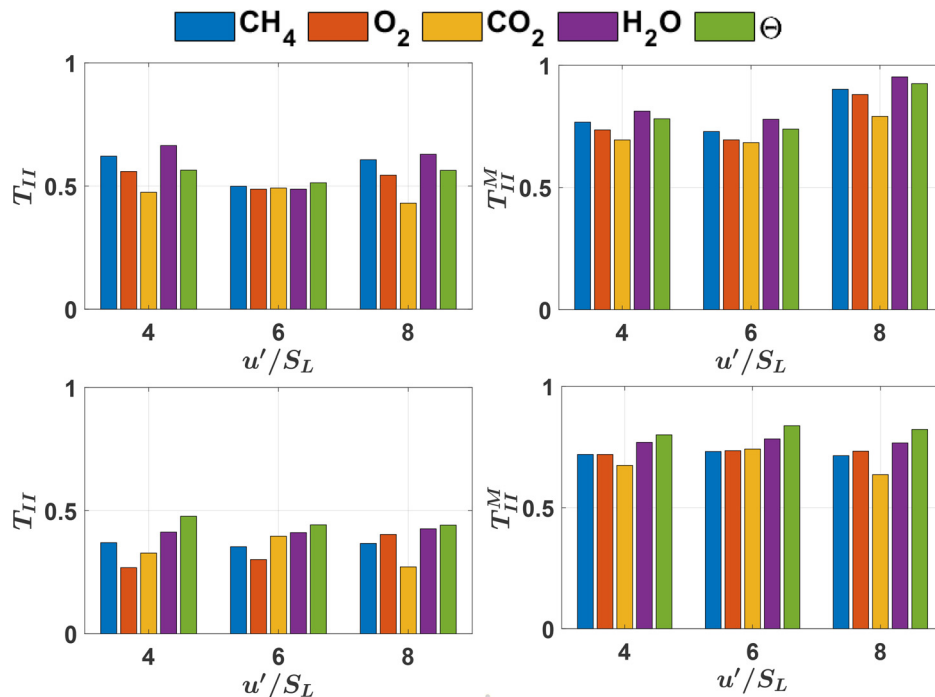 CH4 O2 CO2 H2O Θ
1
0.5
0
T_II
4 6 8
u′/S_L
1
0.5
0
T_II^M
4 6 8
u′/S_L
1
0.5
0
T_II
4 6 8
u′/S_L
1
0.5
0
T_II^M
4 6 8
u′/S_L